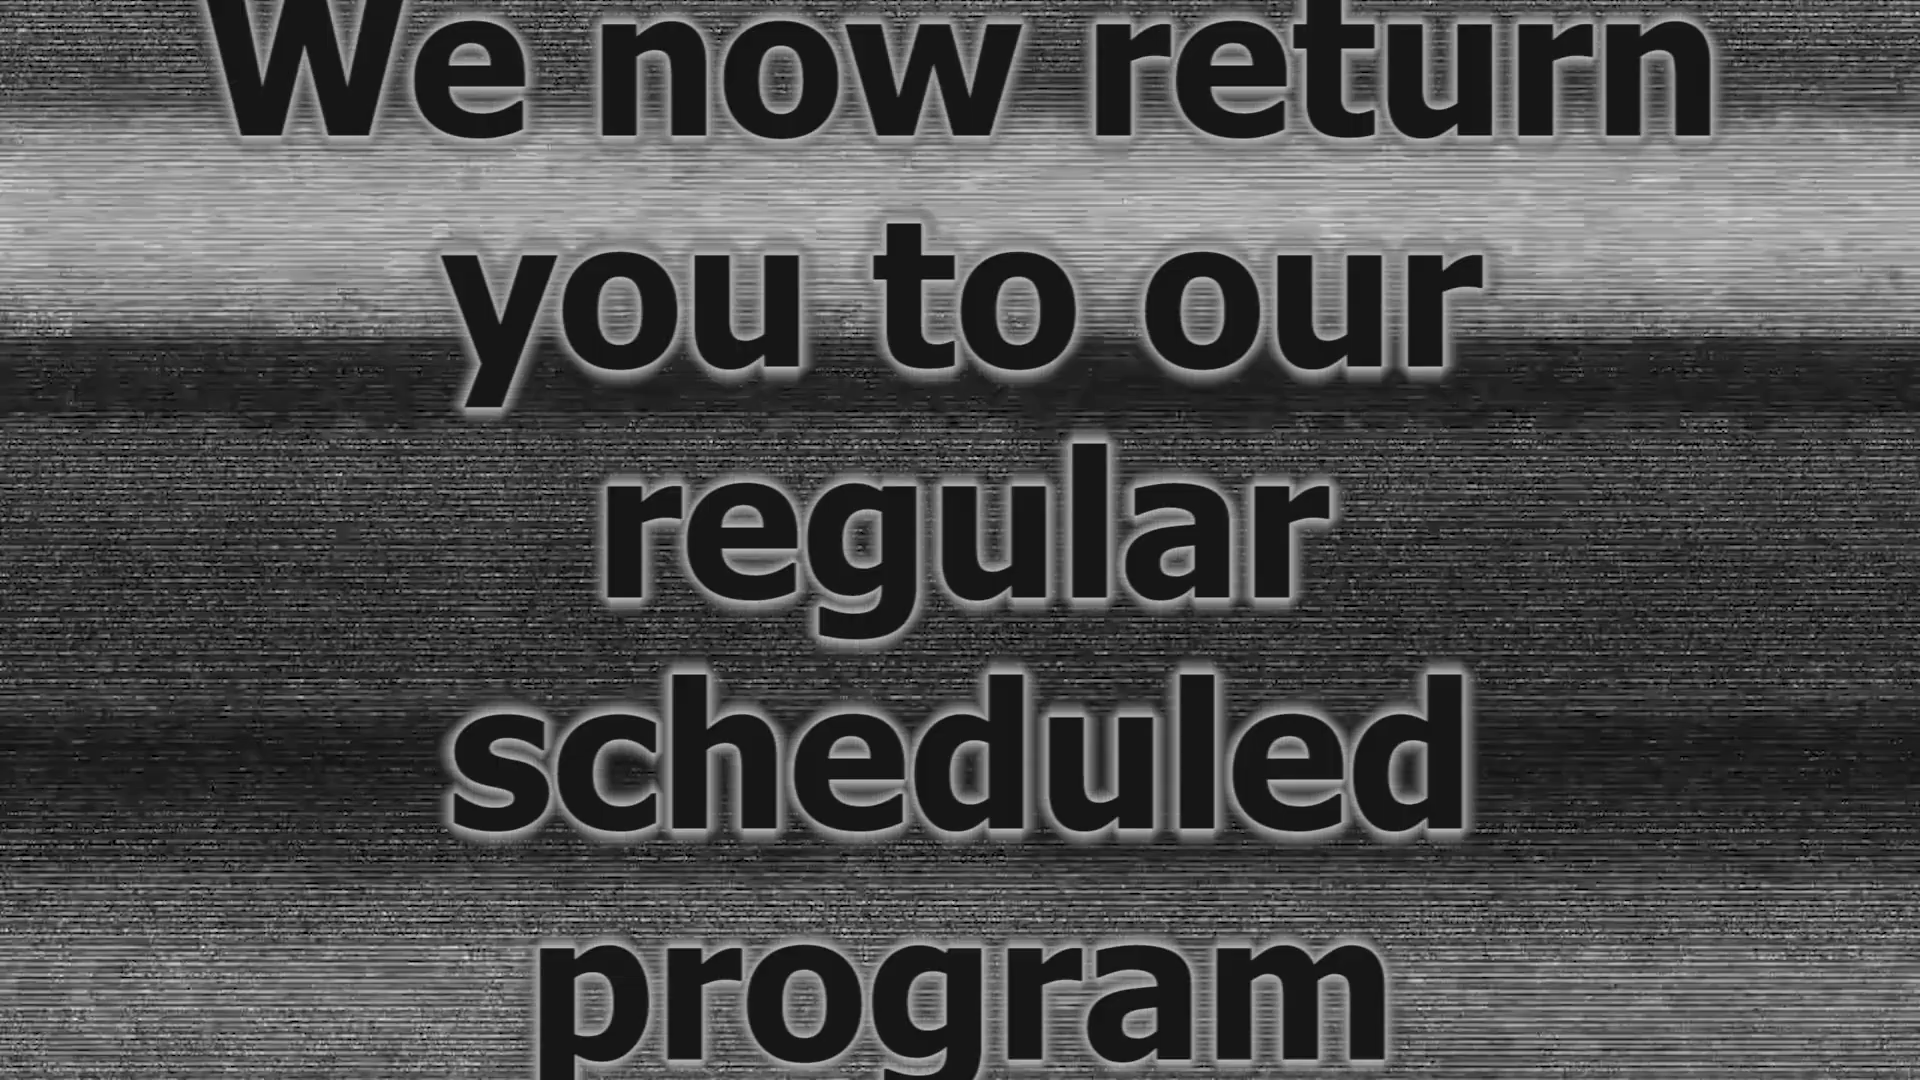 We now return
you to our
regular
scheduled
program